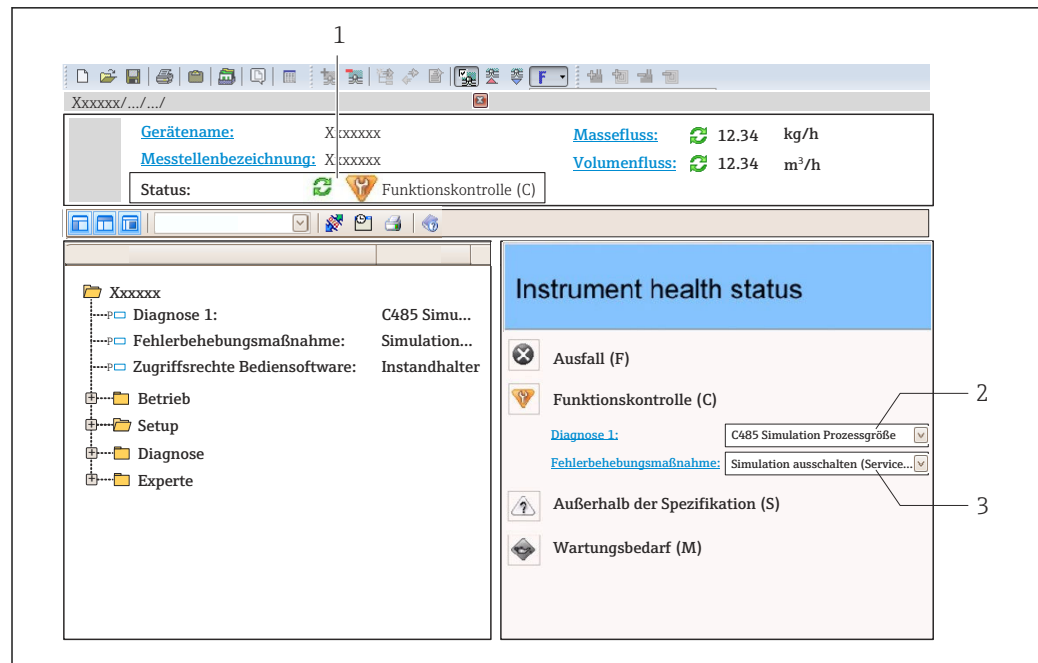 1
F
Xxxxxx/.../.../
Gerätename: Xxxxxxx Massefluss: 12.34 kg/h
Messtellenbezeichnung: Xxxxxxx Volumenfluss: 12.34 m³/h
Status: Funktionskontrolle (C)
Xxxxxx
P Diagnose 1: C485 Simu...
P Fehlerbehebungsmaßnahme: Simulation...
P Zugriffsrechte Bediensoftware: Instandhalter
Betrieb
Setup
Diagnose
Experte
Instrument health status
Ausfall (F)
Funktionskontrolle (C)
Diagnose 1: C485 Simulation Prozessgröße 2
Fehlerbehebungsmaßnahme: Simulation ausschalten (Service... 3
Außerhalb der Spezifikation (S)
Wartungsbedarf (M)